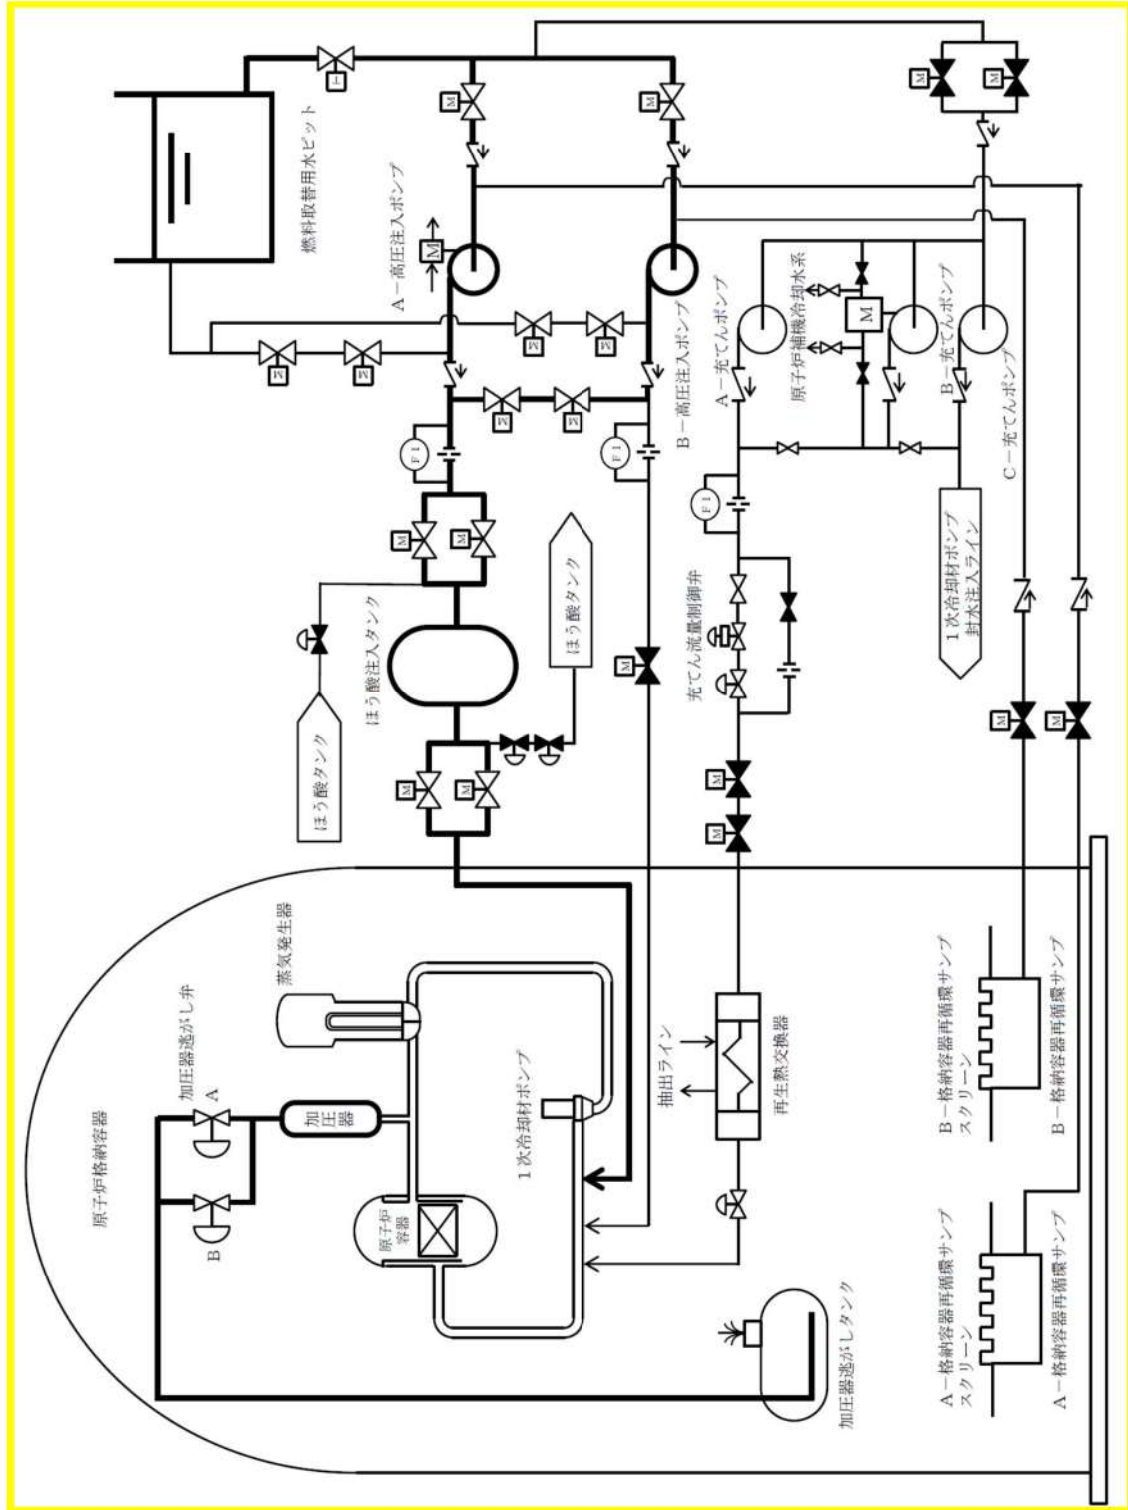 原子炉格納容器
加圧器逃がし弁
A
B
加圧器
蒸気発生器
原子炉
容器
1次冷却材ポンプ
加圧器逃がしタンク
抽出ライン
再生熱交換器
A－格納容器再循環サンプ
スクリーン
A－格納容器再循環サンプ
B－格納容器再循環サンプ
スクリーン
B－格納容器再循環サンプ
ほう酸タンク
ほう酸注入タンク
ほう酸タンク
M
M
M
M
M
M
M
M
M
充てん流量制御弁
FI
FI
FI
1次冷却材ポンプ
封水注入ライン
燃料取替用水ピット
A－高圧注入ポンプ
M
B－高圧注入ポンプ
A－充てんポンプ
原子炉補機冷却水系
M
B－充てんポンプ
C－充てんポンプ
M
M
M
M
M
M
M
M
M
M